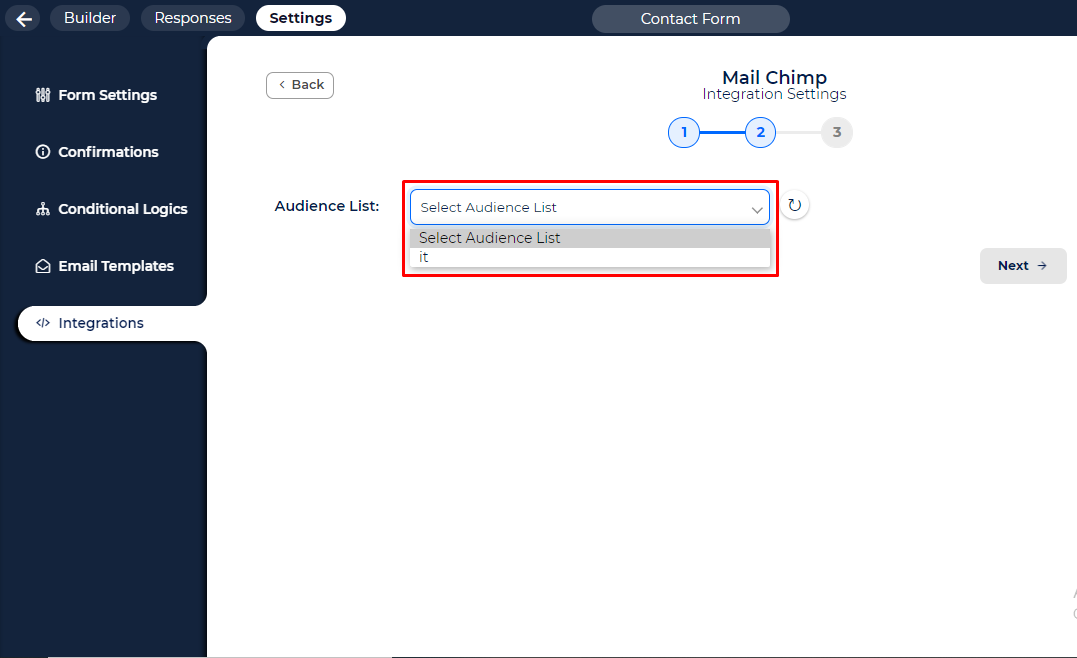 Builder
Responses
Settings
Contact Form
Form Settings
Confirmations
Conditional Logics
Email Templates
Integrations
Back
Mail Chimp
Integration Settings
1 2 3
Audience List:
Select Audience List
Select Audience List
it
Next